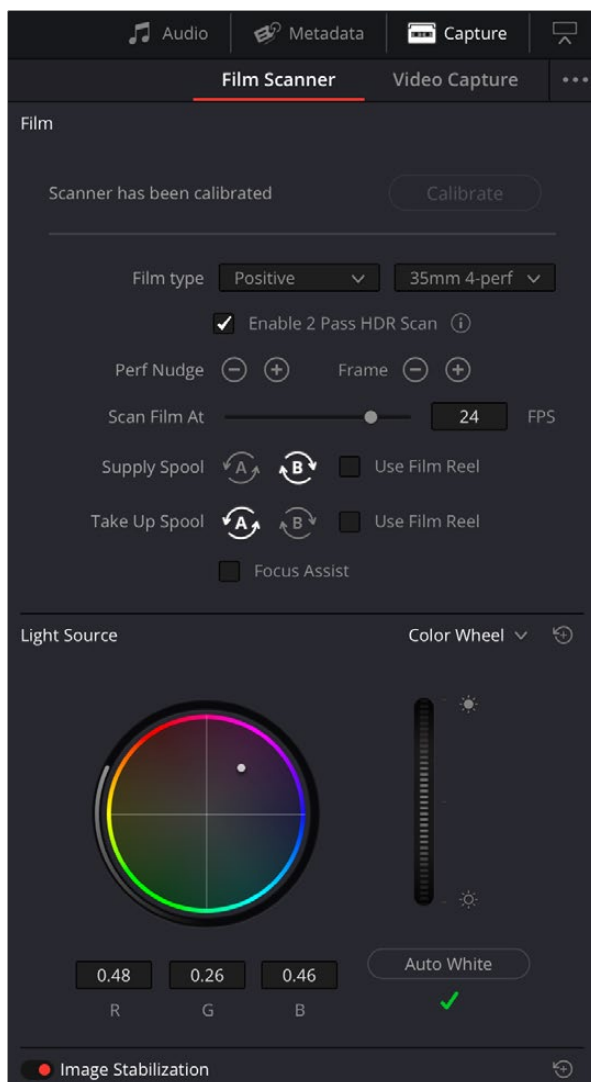 Audio Metadata Capture
Film Scanner Video Capture
Film
Scanner has been calibrated Calibrate
Film type Positive 35mm 4-perf
Enable 2 Pass HDR Scan
Perf Nudge Frame
Scan Film At 24 FPS
Supply Spool A B Use Film Reel
Take Up Spool A B Use Film Reel
Focus Assist
Light Source Color Wheel
Auto White
0.48 0.26 0.46
R G B
Image Stabilization